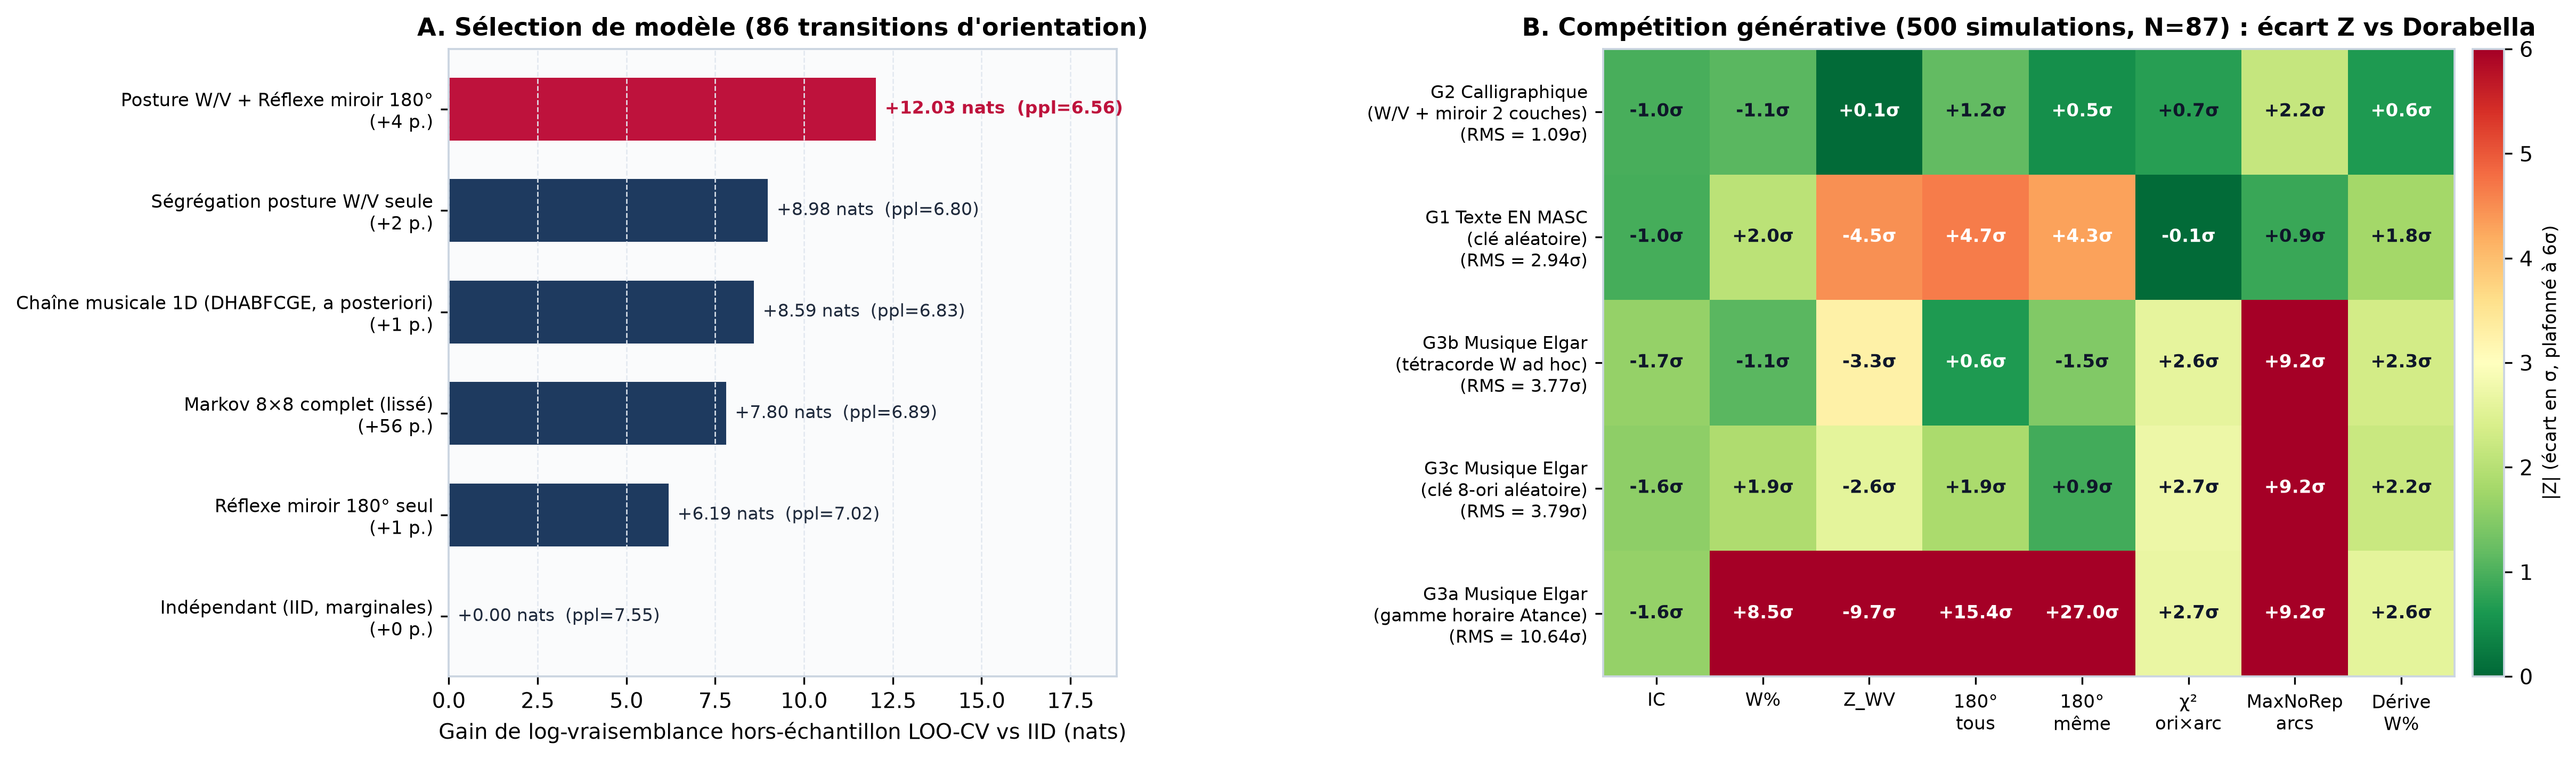 A. Sélection de modèle (86 transitions d'orientation)
Posture W/V + Réflexe miroir 180°
(+4 p.)
+12.03 nats (ppl=6.56)
Ségrégation posture W/V seule
(+2 p.)
+8.98 nats (ppl=6.80)
Chaîne musicale 1D (DHABFCGE, a posteriori)
(+1 p.)
+8.59 nats (ppl=6.83)
Markov 8×8 complet (lissé)
(+56 p.)
+7.80 nats (ppl=6.89)
Réflexe miroir 180° seul
(+1 p.)
+6.19 nats (ppl=7.02)
Indépendant (IID, marginales)
(+0 p.)
+0.00 nats (ppl=7.55)
0.0 2.5 5.0 7.5 10.0 12.5 15.0 17.5
Gain de log-vraisemblance hors-échantillon LOO-CV vs IID (nats)
B. Compétition générative (500 simulations, N=87) : écart Z vs Dorabella
G2 Calligraphique
(W/V + miroir 2 couches)
(RMS = 1.09σ)
-1.0σ -1.1σ +0.1σ +1.2σ +0.5σ +0.7σ +2.2σ +0.6σ
G1 Texte EN MASC
(clé aléatoire)
(RMS = 2.94σ)
-1.0σ +2.0σ -4.5σ +4.7σ +4.3σ -0.1σ +0.9σ +1.8σ
G3b Musique Elgar
(tétracorde W ad hoc)
(RMS = 3.77σ)
-1.7σ -1.1σ -3.3σ +0.6σ -1.5σ +2.6σ +9.2σ +2.3σ
G3c Musique Elgar
(clé 8-ori aléatoire)
(RMS = 3.79σ)
-1.6σ +1.9σ -2.6σ +1.9σ +0.9σ +2.7σ +9.2σ +2.2σ
G3a Musique Elgar
(gamme horaire Atance)
(RMS = 10.64σ)
-1.6σ +8.5σ -9.7σ +15.4σ +27.0σ +2.7σ +9.2σ +2.6σ
IC W% Z_WV 180° 180° χ² MaxNoRep Dérive
tous même ori×arc arcs W%
6
5
4
3
2
1
0
|Z| (écart en σ, plafonné à 6σ)